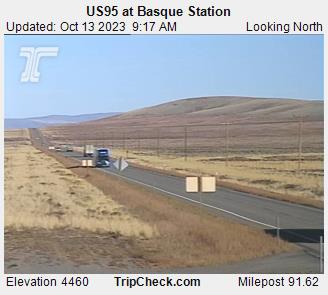 US95 at Basque Station
Updated: Oct 13 2023 9:17 AM Looking North
Elevation 4460 TripCheck.com Milepost 91.62